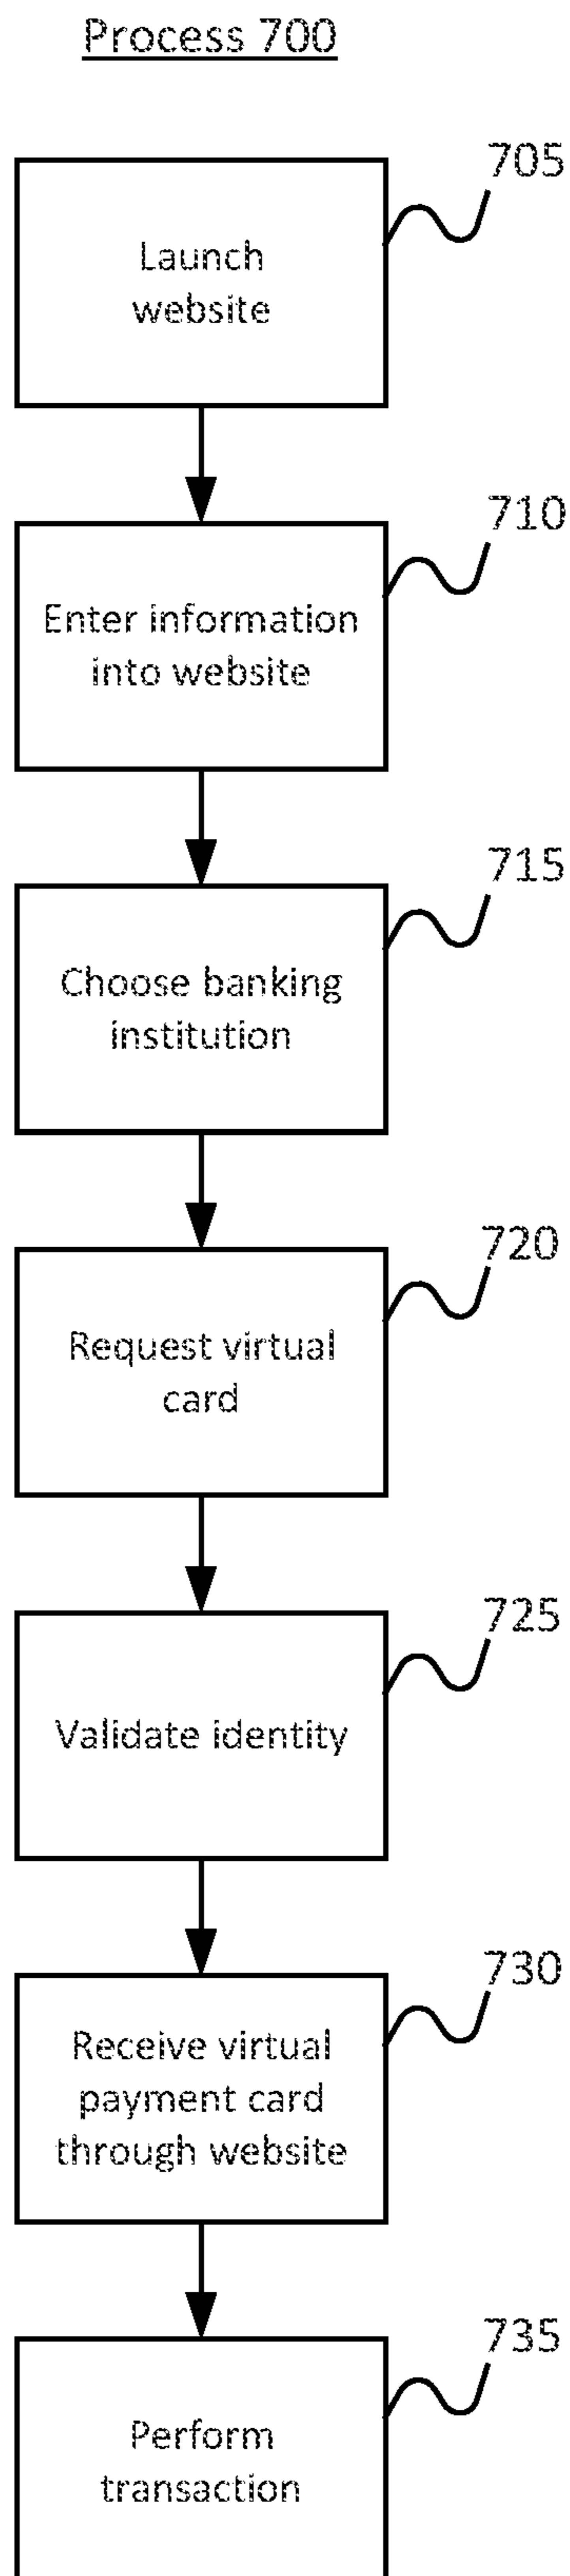 Process 700
705
Launch
website
710
Enter information
into website
715
Choose banking
institution
720
Request virtual
card
725
Validate identity
730
Receive virtual
payment card
through website
735
Perform
transaction